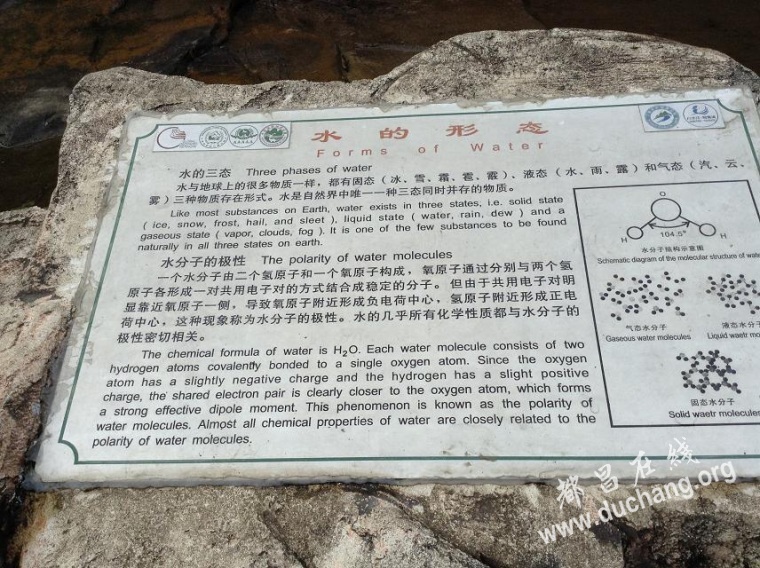 水的形态
Forms of Water
水的三态 Three phases of water
水与地球上的很多物质一样，都有固态（冰、雪、霜、雹、霰）、液态（水、雨、露）和气态（汽、云、
雾）三种物质存在形式。水是自然界中唯一一种三态同时并存的物质。
Like most substances on Earth, water exists in three states, i.e. solid state
( ice, snow, frost, hail, and sleet ), liquid state ( water, rain, dew ) and a
gaseous state ( vapor, clouds, fog ). It is one of the few substances to be found
naturally in all three states on earth.
水分子的极性 The polarity of water molecules
一个水分子由二个氢原子和一个氧原子构成，氧原子通过分别与两个氢
原子各形成一对共用电子对的方式结合成稳定的分子。但由于共用电子对明
显靠近氧原子一侧，导致氧原子附近形成负电荷中心，氢原子附近形成正电
荷中心，这种现象称为水分子的极性。水的几乎所有化学性质都与水分子的
极性密切相关。
The chemical formula of water is H₂O. Each water molecule consists of two
hydrogen atoms covalently bonded to a single oxygen atom. Since the oxygen
atom has a slightly negative charge and the hydrogen has a slight positive
charge, the shared electron pair is clearly closer to the oxygen atom, which forms
a strong effective dipole moment. This phenomenon is known as the polarity of
water molecules. Almost all chemical properties of water are closely related to the
polarity of water molecules.
O
H 104.5° H
水分子结构示意图
Schematic diagram of the molecular structure of wate
气态水分子 液态水分子
Gaseous water molecules Liquid waetr mo
固态水分子
Solid waetr molecules
都昌在线
www.duchang.org